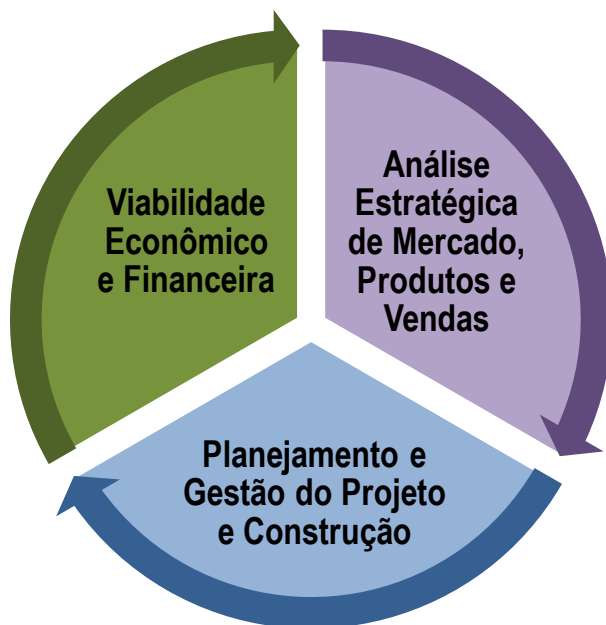 Viabilidade
Econômico
e Financeira
Análise
Estratégica
de Mercado,
Produtos e
Vendas
Planejamento e
Gestão do Projeto
e Construção